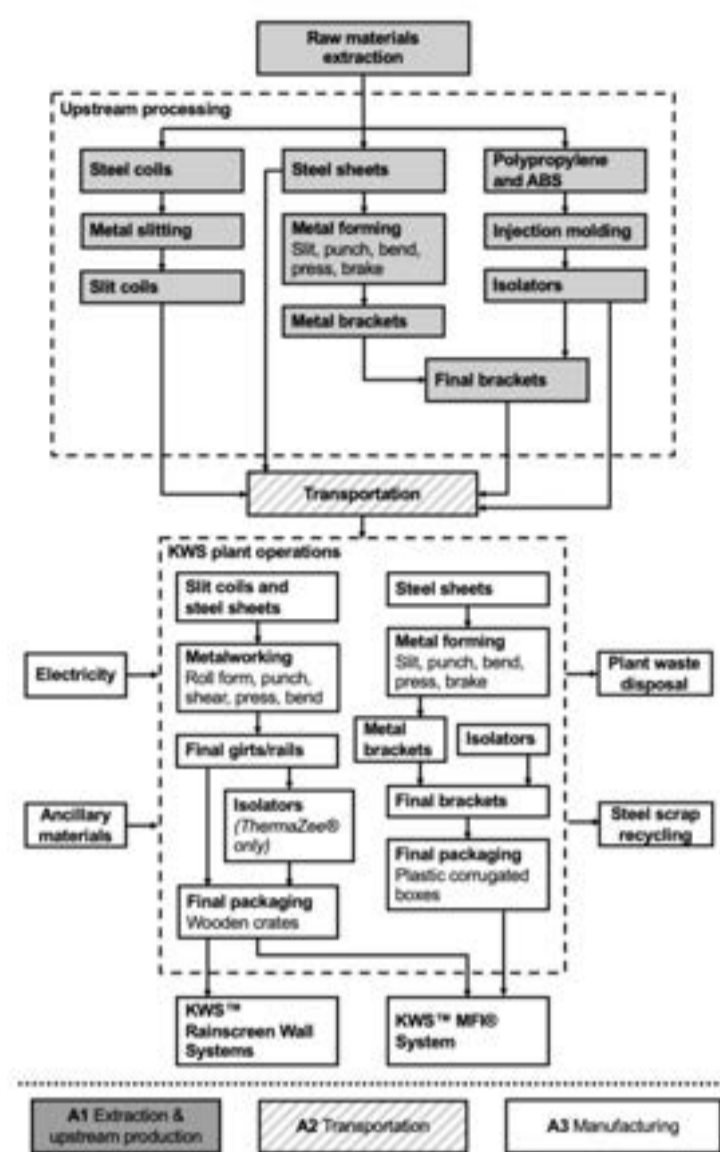 Raw materials
extraction
Upstream processing
Steel coils
Steel sheets
Polypropylene
and ABS
Metal slitting
Metal forming
Slit, punch, bend,
press, brake
Injection molding
Slit coils
Isolators
Metal brackets
Final brackets
Transportation
KWS plant operations
Slit coils and
steel sheets
Steel sheets
Electricity
Metalworking
Roll form, punch,
shear, press, bend
Metal forming
Slit, punch, bend,
press, brake
Plant waste
disposal
Final girts/rails
Metal
brackets
Isolators
Ancillary
materials
Isolators
(ThermaZee®
only)
Final brackets
Steel scrap
recycling
Final packaging
Wooden crates
Final packaging
Plastic corrugated
boxes
KWS™
Rainscreen Wall
Systems
KWS™ MFI®
System
A1 Extraction &
upstream production
A2 Transportation
A3 Manufacturing